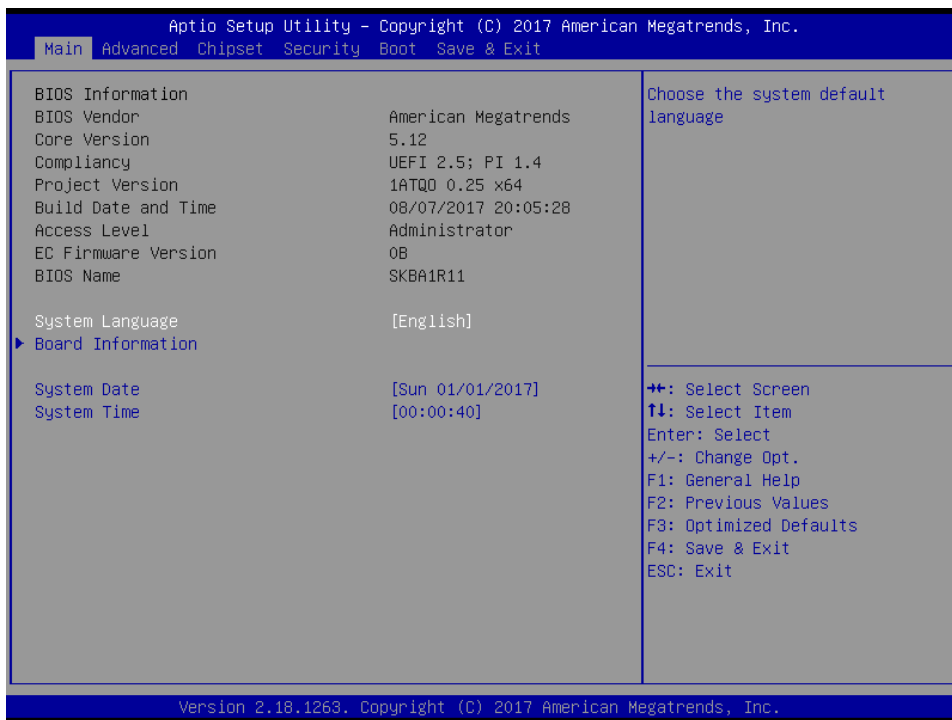 Aptio Setup Utility – Copyright (C) 2017 American Megatrends, Inc.
Main Advanced Chipset Security Boot Save & Exit
BIOS Information
BIOS Vendor American Megatrends
Core Version 5.12
Compliancy UEFI 2.5; PI 1.4
Project Version 1ATQO 0.25 x64
Build Date and Time 08/07/2017 20:05:28
Access Level Administrator
EC Firmware Version 0B
BIOS Name SKBA1R11
System Language [English]
Board Information
System Date [Sun 01/01/2017]
System Time [00:00:40]
Choose the system default
language
→←: Select Screen
↑↓: Select Item
Enter: Select
+/-: Change Opt.
F1: General Help
F2: Previous Values
F3: Optimized Defaults
F4: Save & Exit
ESC: Exit
Version 2.18.1263. Copyright (C) 2017 American Megatrends, Inc.